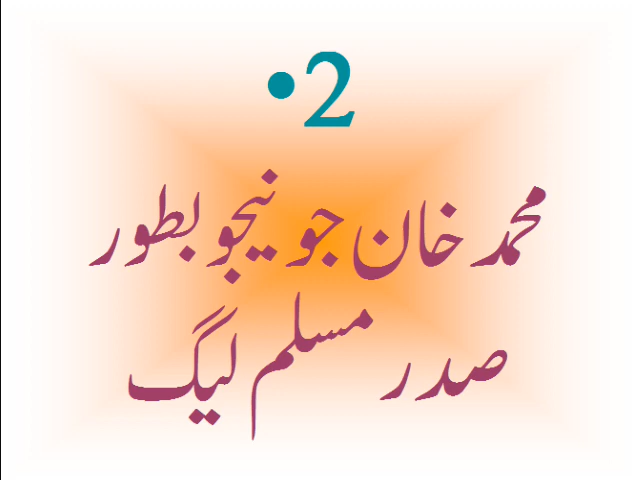 2•
محمد خان جونیجو بطور
صدر مسلم لیگ